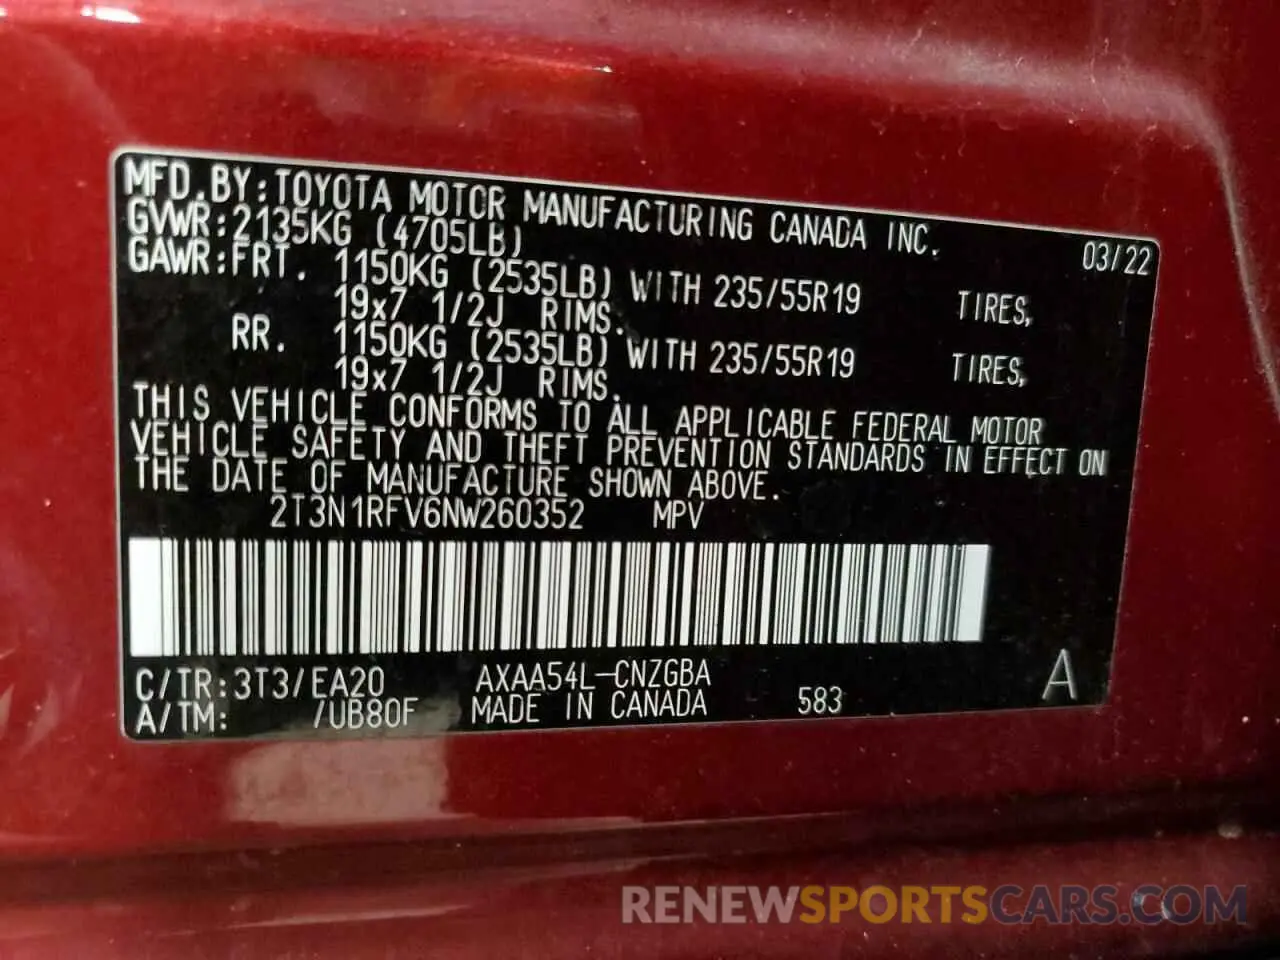 MFD.BY:TOYOTA MOTOR MANUFACTURING CANADA INC.
03/22
GVWR:2135KG (4705LB)
GAWR:FRT. 1150KG (2535LB) WITH 235/55R19 TIRES,
19x7 1/2J RIMS.
RR. 1150KG (2535LB) WITH 235/55R19 TIRES,
19x7 1/2J RIMS.
THIS VEHICLE CONFORMS TO ALL APPLICABLE FEDERAL MOTOR
VEHICLE SAFETY AND THEFT PREVENTION STANDARDS IN EFFECT ON
THE DATE OF MANUFACTURE SHOWN ABOVE.
2T3N1RFV6NW260352 MPV
C/TR:3T3/EA20 AXAA54L-CNZGBA
A/TM: /UB80F MADE IN CANADA 583 A
RENEWSPORTSCARS.COM